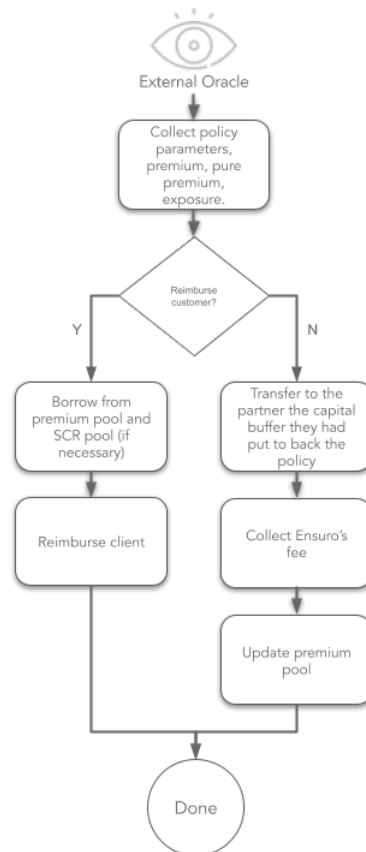 External Oracle
Collect policy
parameters,
premium, pure
premium,
exposure.
Reimburse
customer?
Y
N
Borrow from
premium pool and
SCR pool (if
necessary)
Transfer to the
partner the capital
buffer they had
put to back the
policy
Reimburse client
Collect Ensuro’s
fee
Update premium
pool
Done